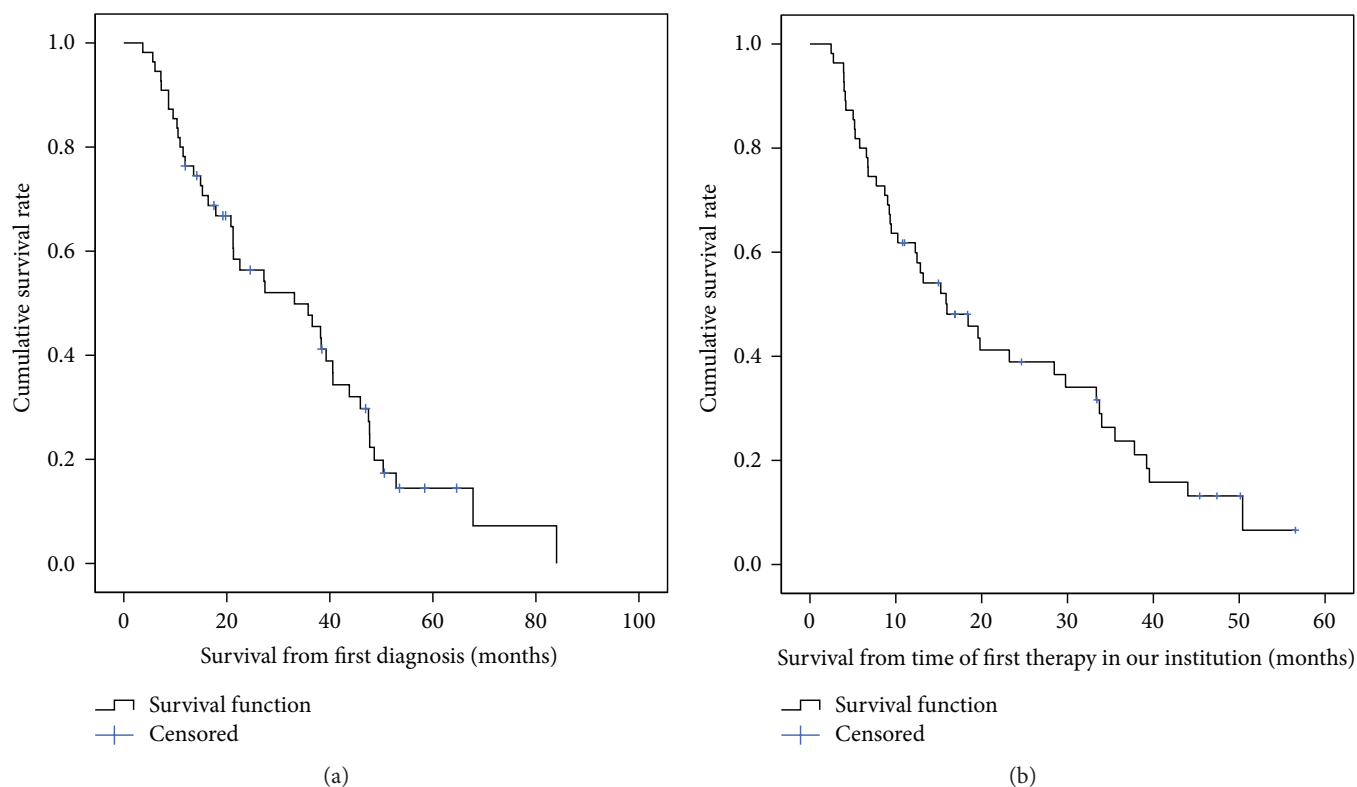 Cumulative survival rate
1.0
0.8
0.6
0.4
0.2
0.0
0 20 40 60 80 100
Survival from first diagnosis (months)
Survival function
Censored
(a)
Cumulative survival rate
1.0
0.8
0.6
0.4
0.2
0.0
0 10 20 30 40 50 60
Survival from time of first therapy in our institution (months)
Survival function
Censored
(b)